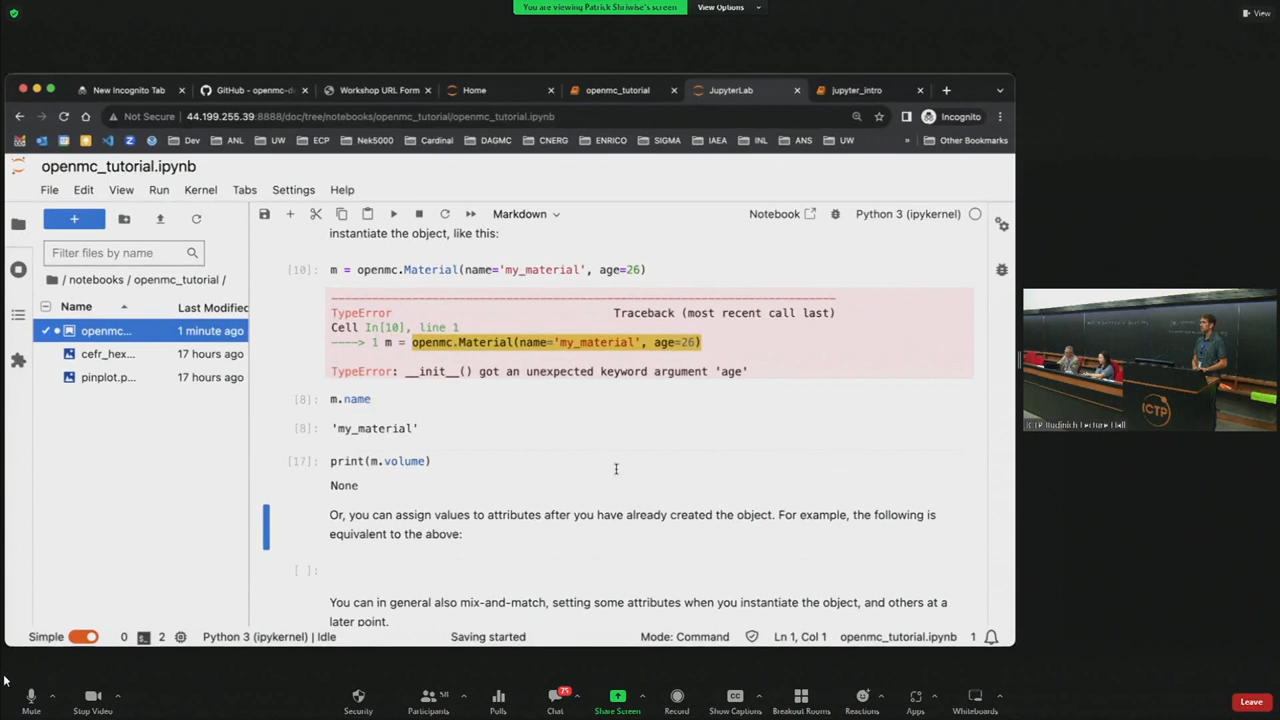 You are viewing Patrick Shriwise's screen
View Options
View
New Incognito Tab
GitHub - openmc-d
Workshop URL Form
Home
openmc_tutorial
JupyterLab
jupyter_intro
Not Secure
44.199.255.39:8888/doc/tree/notebooks/openmc_tutorial/openmc_tutorial.ipynb
Incognito
Dev
ANL
UW
ECP
Nek5000
Cardinal
DAGMC
CNERG
ENRICO
SIGMA
IAEA
INL
ANS
UW
»
Other Bookmarks
openmc_tutorial.ipynb
File Edit View Run Kernel Tabs Settings Help
Markdown
Notebook
Python 3 (ipykernel)
Filter files by name
/ notebooks / openmc_tutorial /
Name
Last Modified
openmc...
1 minute ago
cefr_hex...
17 hours ago
pinplot.p...
17 hours ago
instantiate the object, like this:
[10]: m = openmc.Material(name='my_material', age=26)
---------------------------------------------------------------------------
TypeError Traceback (most recent call last)
Cell In[10], line 1
----> 1 m = openmc.Material(name='my_material', age=26)
TypeError: __init__() got an unexpected keyword argument 'age'
[8]: m.name
[8]: 'my_material'
[17]: print(m.volume)
None
Or, you can assign values to attributes after you have already created the object. For example, the following is
equivalent to the above:
[ ]:
You can in general also mix-and-match, setting some attributes when you instantiate the object, and others at a
later point.
Simple
0
2
Python 3 (ipykernel) | Idle
Saving started
Mode: Command
Ln 1, Col 1
openmc_tutorial.ipynb
1
ICTP
ICTP Budinich Lecture Hall
Mute
Stop Video
Security
Participants
58
Polls
Chat
75
Share Screen
Record
Show Captions
Breakout Rooms
Reactions
Apps
Whiteboards
Leave